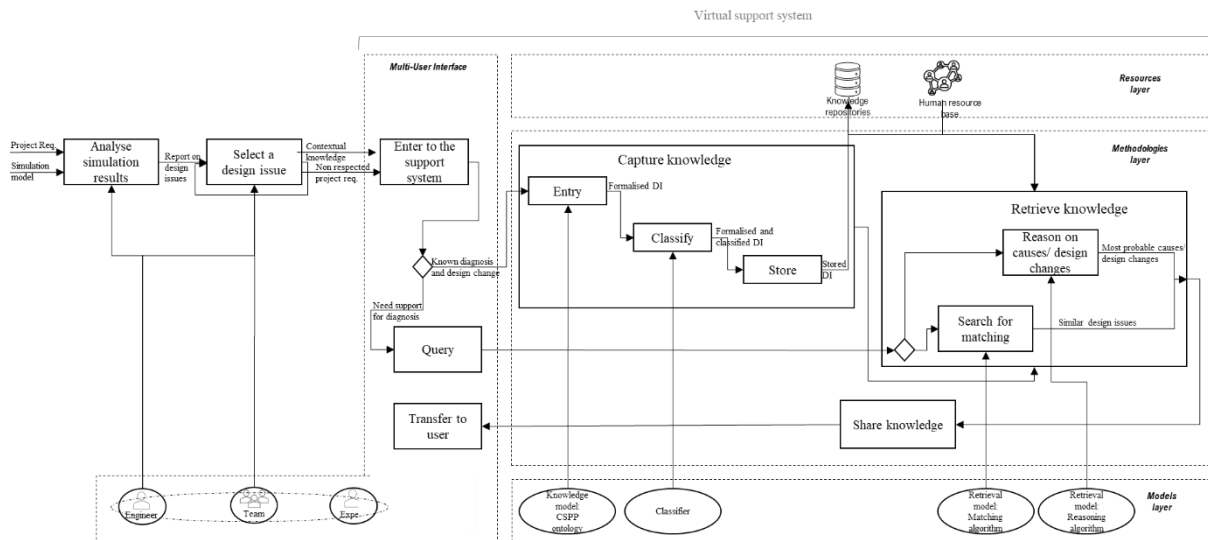 Virtual support system
Multi-User Interface
Resources
layer
Knowledge
repositories
Human resource
base
Methodologies
layer
Project Req.
Simulation
model
Analyse
simulation
results
Report on
design
issues
Select a
design issue
Contextual
knowledge
Non respected
project req.
Enter to the
support
system
Capture knowledge
Entry
Formalised DI
Classify
Formalised and
classified DI
Store
Stored
DI
Known diagnosis
and design change
Need support
for diagnosis
Query
Retrieve knowledge
Reason on
causes/ design
changes
Most probable causes/
design changes
Search for
matching
Similar design issues
Transfer to
user
Share knowledge
Engineer
Team
Expe
Knowledge
model:
CSPP
ontology
Classifier
Retrieval
model:
Matching
algorithm
Retrieval
model:
Reasoning
algorithm
Models
layer